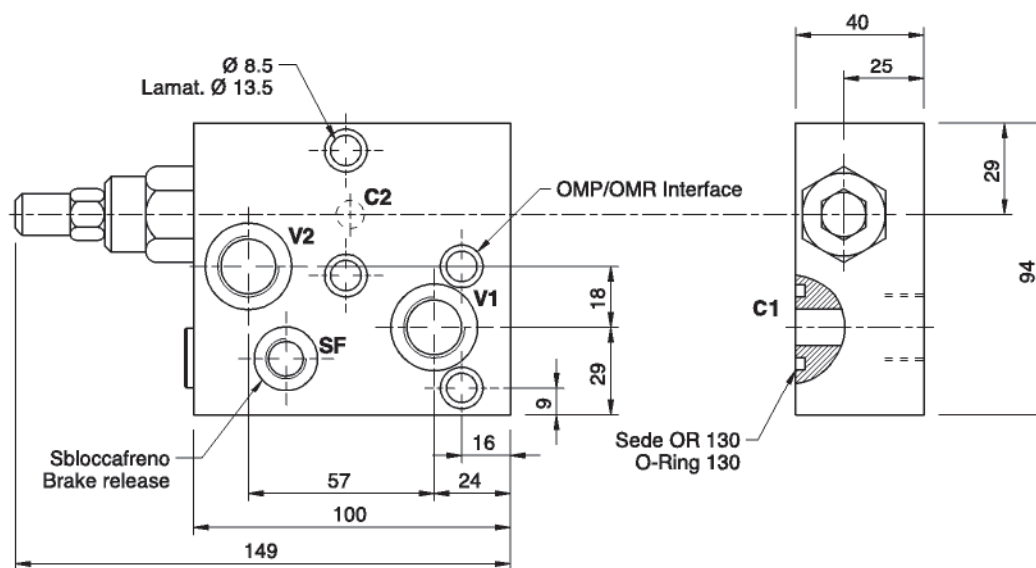 Ø 8.5
Lamat. Ø 13.5
C2
OMP/OMR Interface
V2
V1
SF
18
29
9
16
Sbloccafreno
Brake release
57
24
100
149
40
25
29
94
C1
Sede OR 130
O-Ring 130